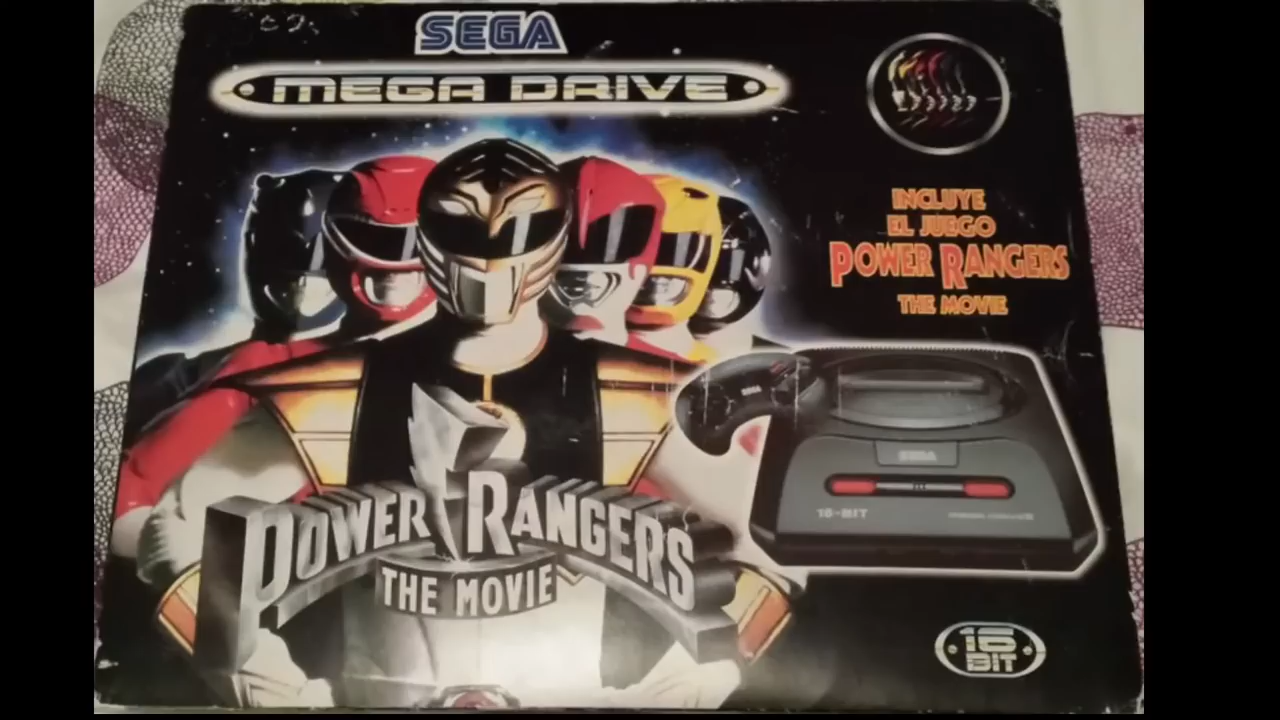 SEGA
MEGA DRIVE
INCLUYE
EL JUEGO
POWER RANGERS
THE MOVIE
SEGA
SEGA
16-BIT
POWER RANGERS
THE MOVIE
16
BIT